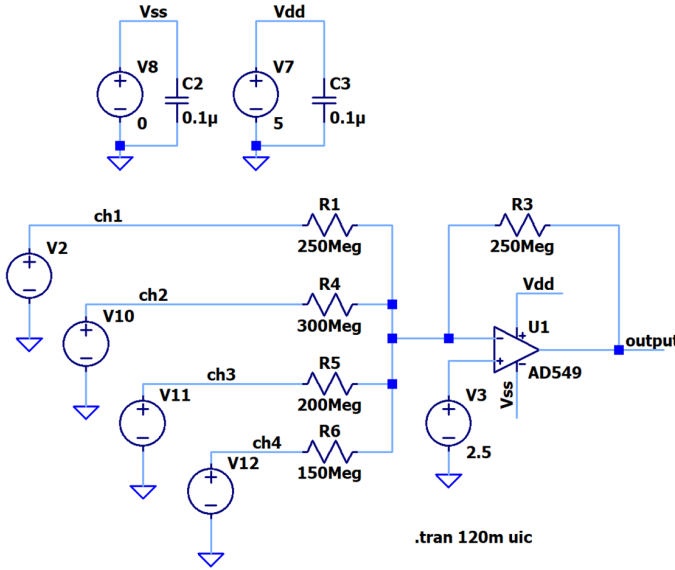 Vss
Vdd
V8
C2
V7
C3
0
0.1µ
5
0.1µ
ch1
R1
R3
V2
250Meg
250Meg
ch2
R4
Vdd
V10
300Meg
U1
output
ch3
R5
V3
Vss
AD549
V11
200Meg
ch4
R6
2.5
V12
150Meg
.tran 120m uic